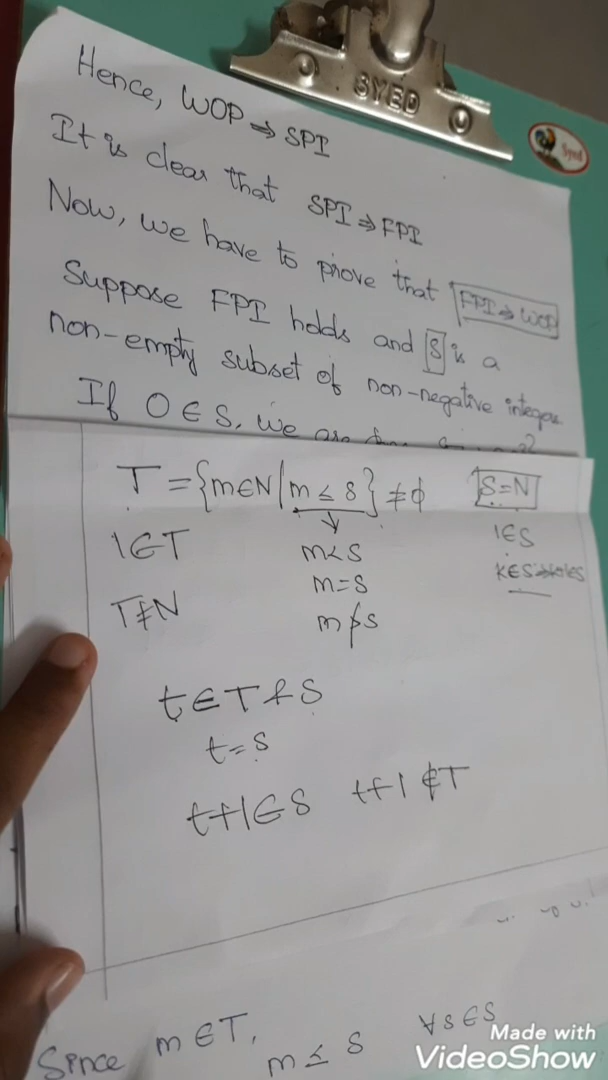 SYED
Syed
Hence, WOP ⇒ SPI
It is clear that SPI ⇒ FPI
Now, we have to prove that FPI ⇒ WOP
Suppose FPI holds and S is a
non-empty subset of non-negative integers
If 0 ∈ S, we are
T = {m∈N | m ≤ s} ≠ φ
S=N
1∈T
m<s
1∈S
m=s
K∈S
T≠N
m≯s
t∈T & S
t=s
t+1∈S t+1∉T
Since m∈T, m ≤ s ∀s∈S
Made with
VideoShow